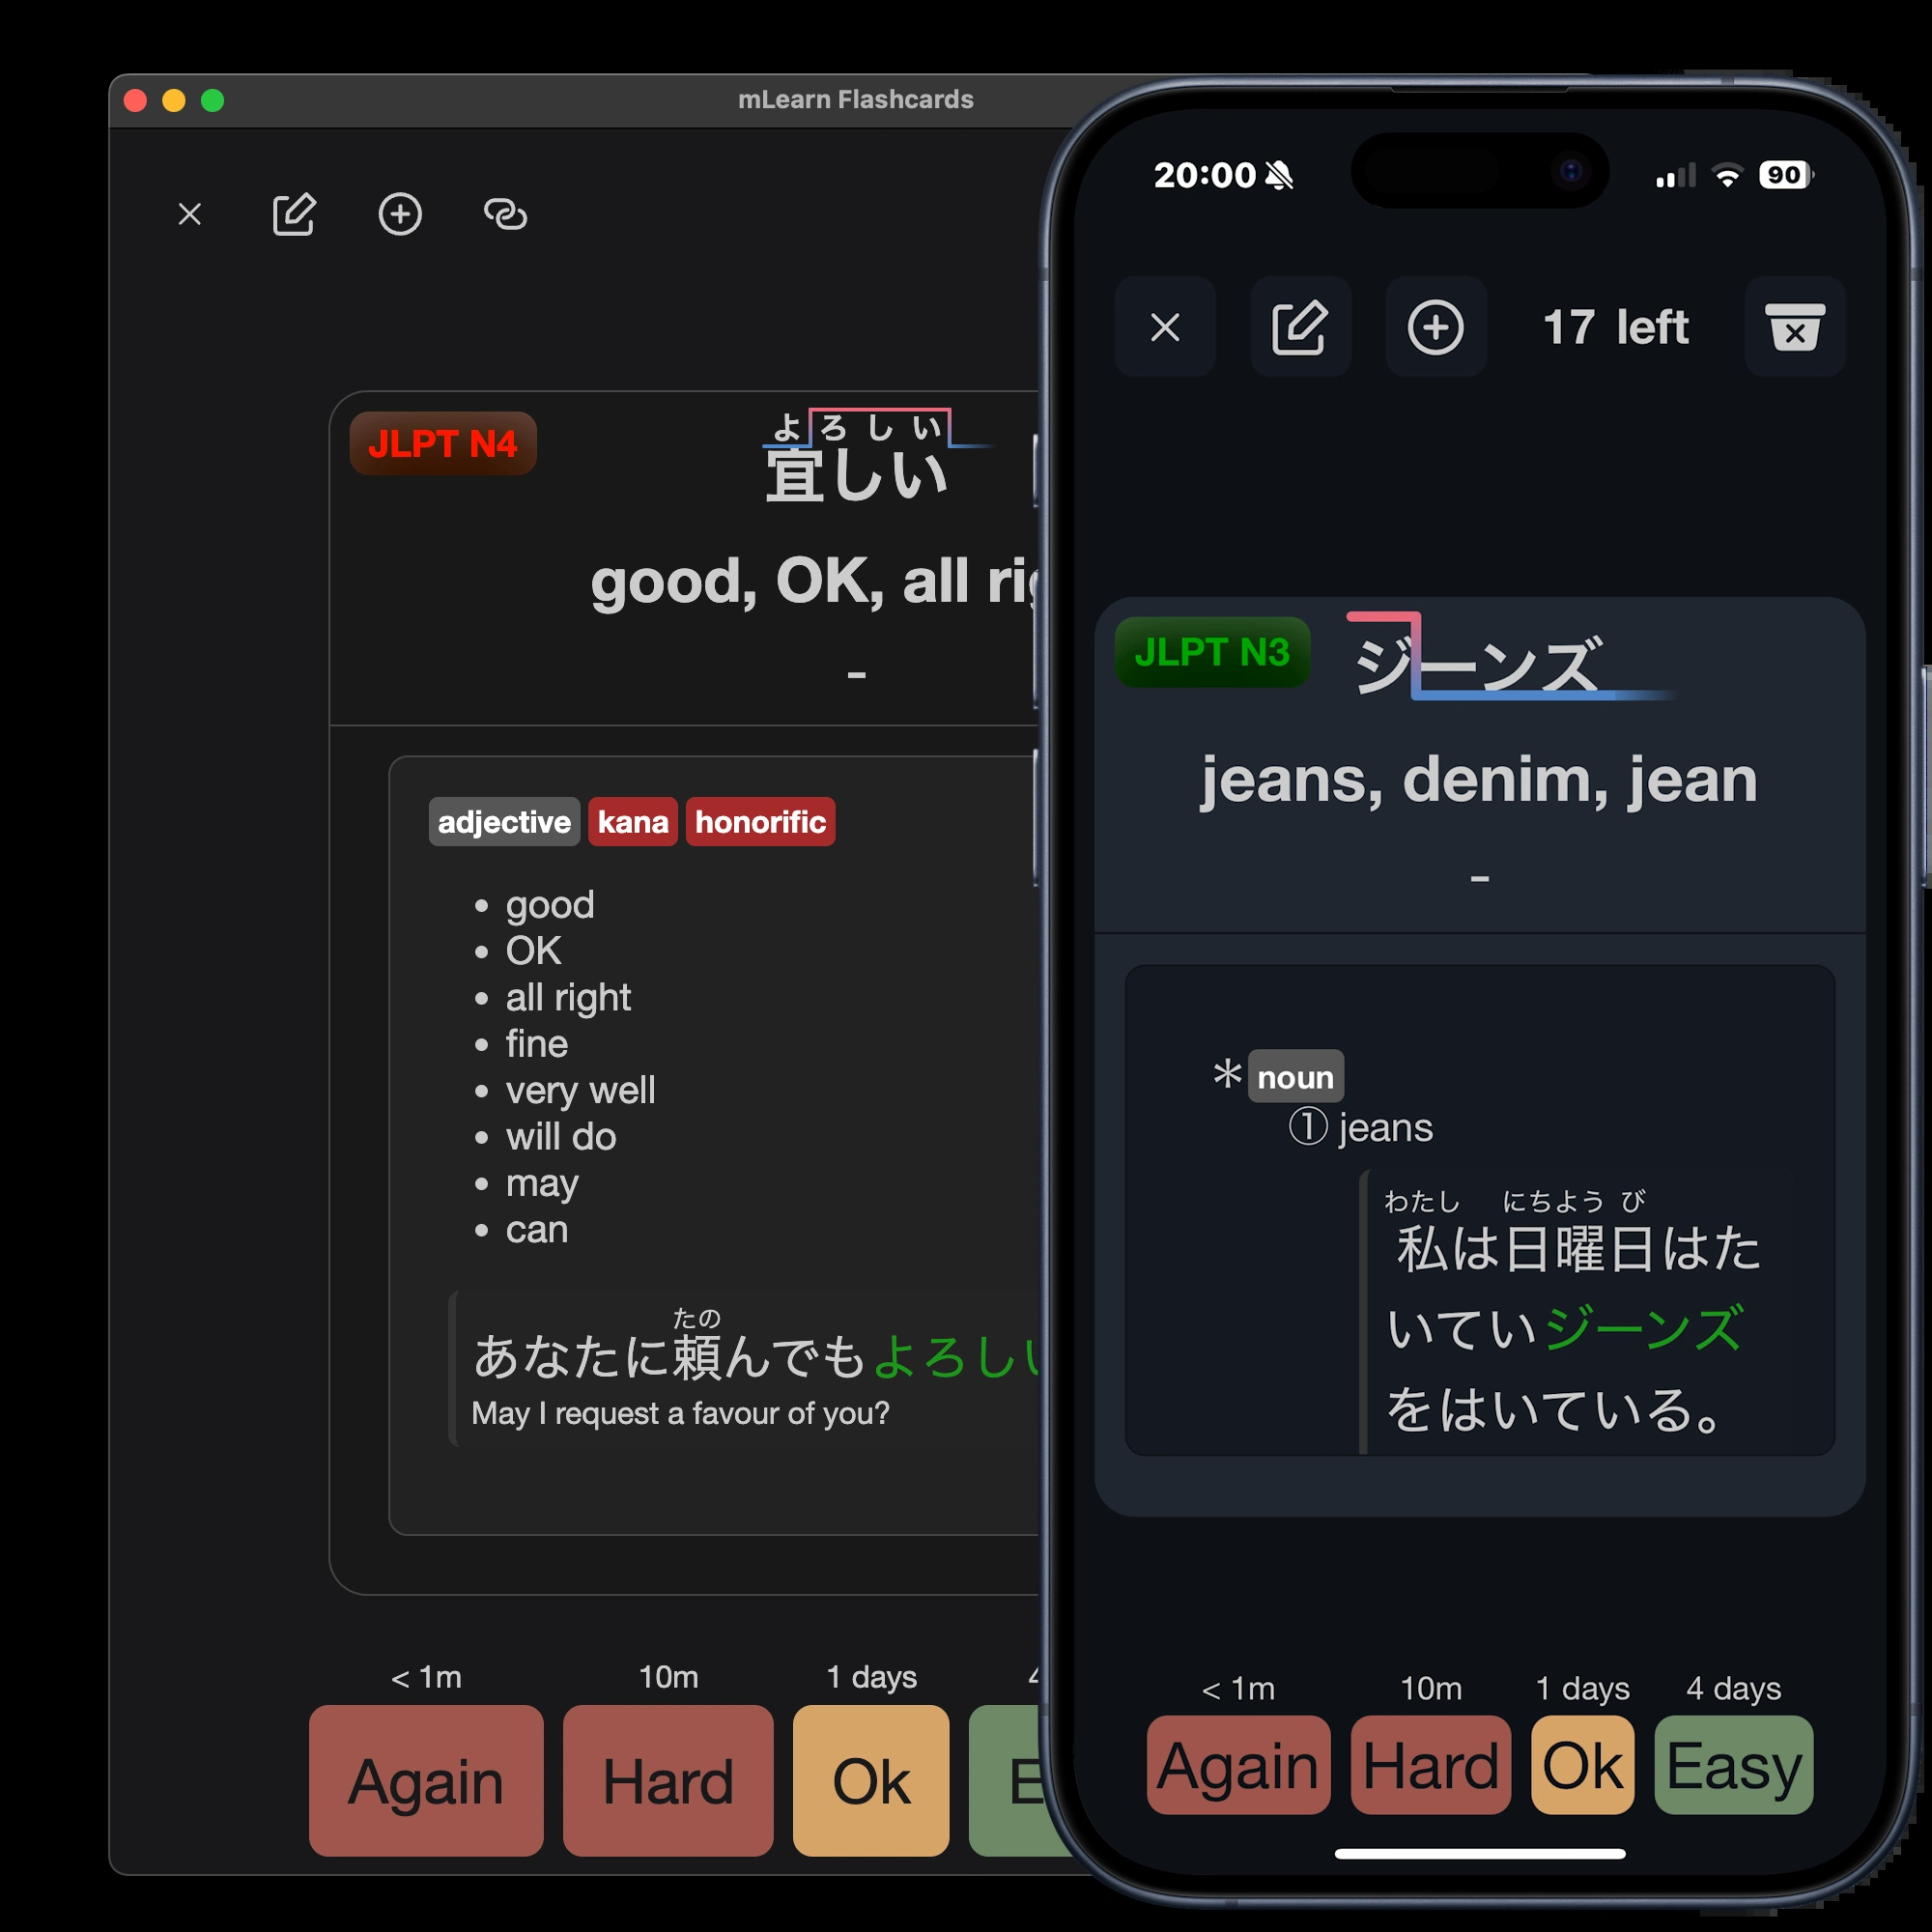 mLearn Flashcards
JLPT N4
よろしい
宜しい
good, OK, all
-
adjective kana honorific
good
OK
all right
fine
very well
will do
may
can
たの
あなたに頼んでもよろし
May I request a favour of you?
< 1m 10m 1 days
Again Hard Ok
20:00 90
17 left
JLPT N3 ジーンズ
jeans, denim, jean
-
*noun
① jeans
わたし にちよう び
私は日曜日はた
いていジーンズ
をはいている。
< 1m 10m 1 days 4 days
Again Hard Ok Easy